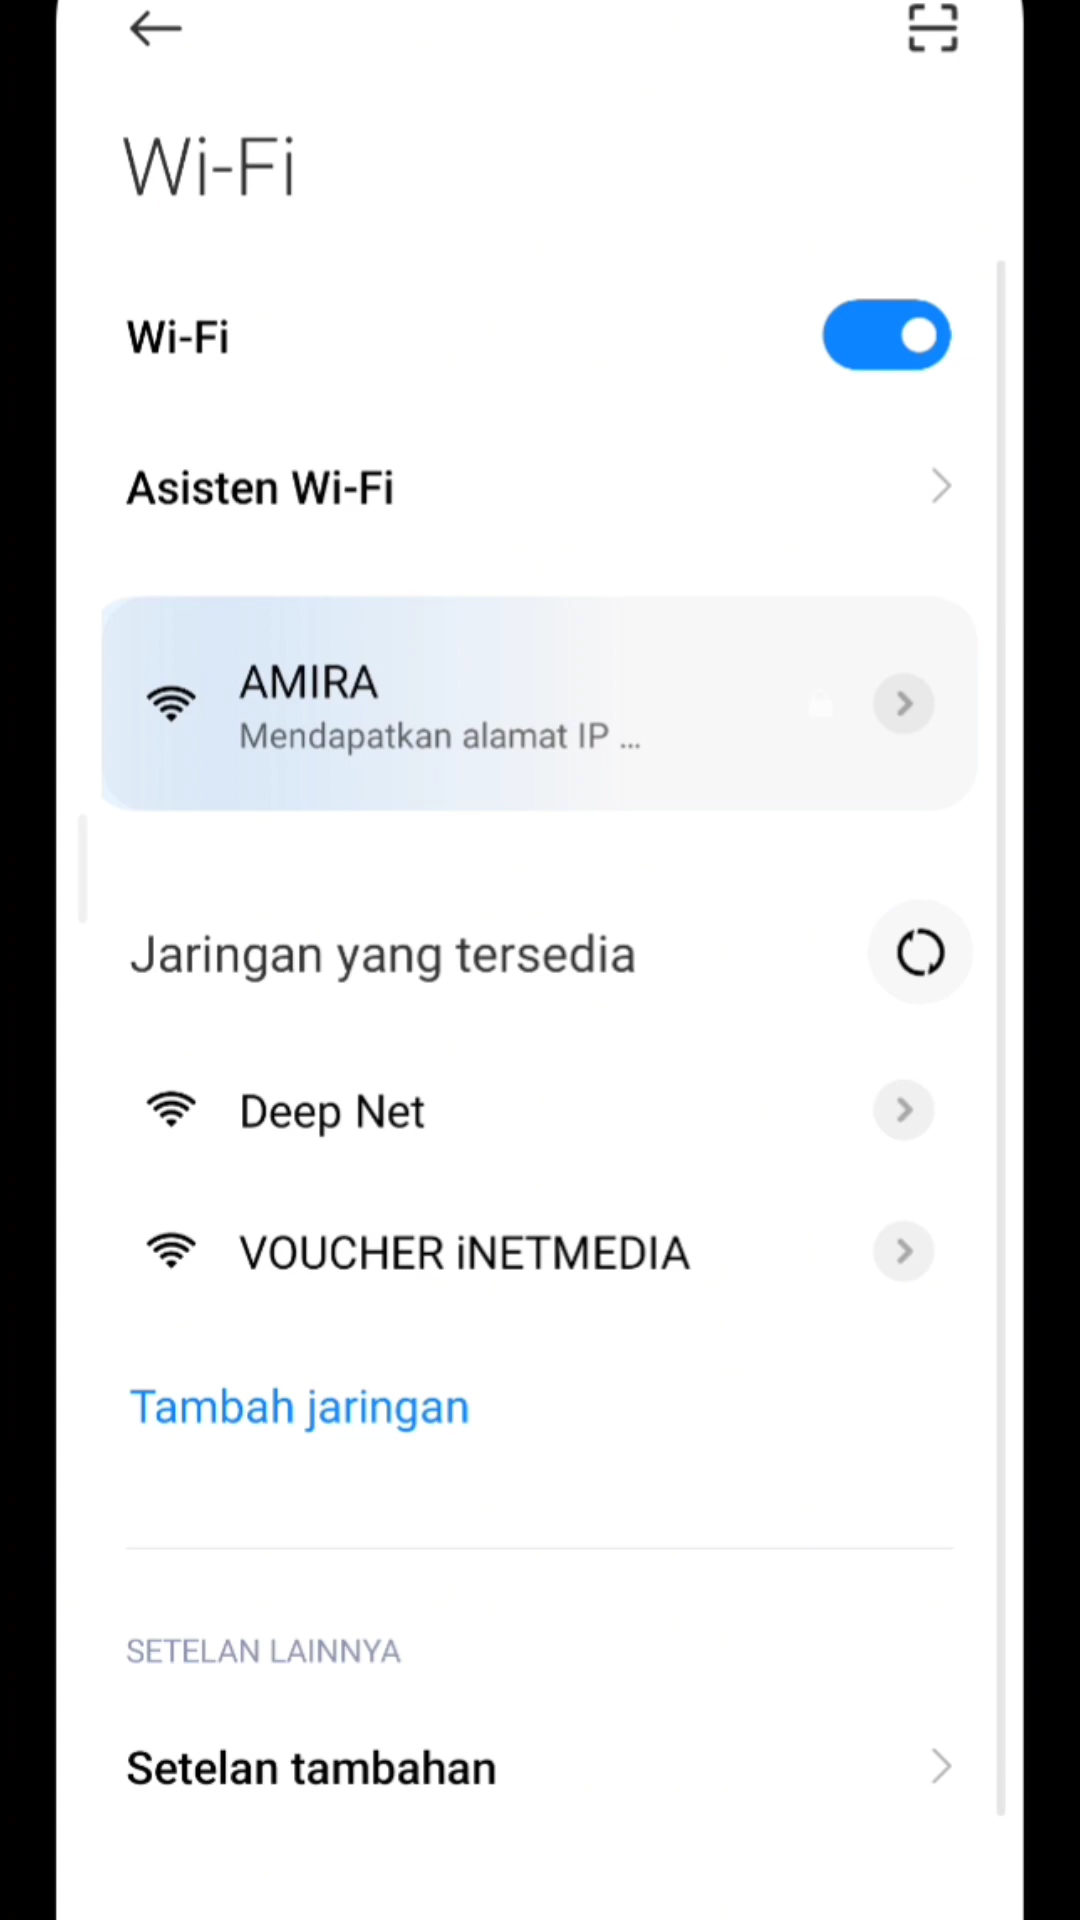 Wi-Fi
Wi-Fi
Asisten Wi-Fi
AMIRA
Mendapatkan alamat IP ...
Jaringan yang tersedia
Deep Net
VOUCHER iNETMEDIA
Tambah jaringan
SETELAN LAINNYA
Setelan tambahan